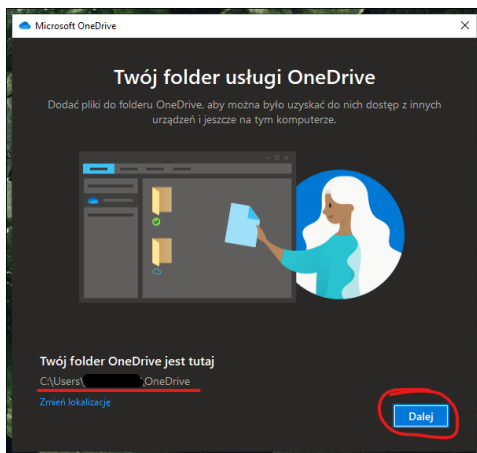 Microsoft OneDrive
Twój folder usługi OneDrive
Dodać pliki do folderu OneDrive, aby można było uzyskać do nich dostęp z innych
urządzeń i jeszcze na tym komputerze.
Twój folder OneDrive jest tutaj
C:\Users\ \OneDrive
Zmień lokalizację
Dalej